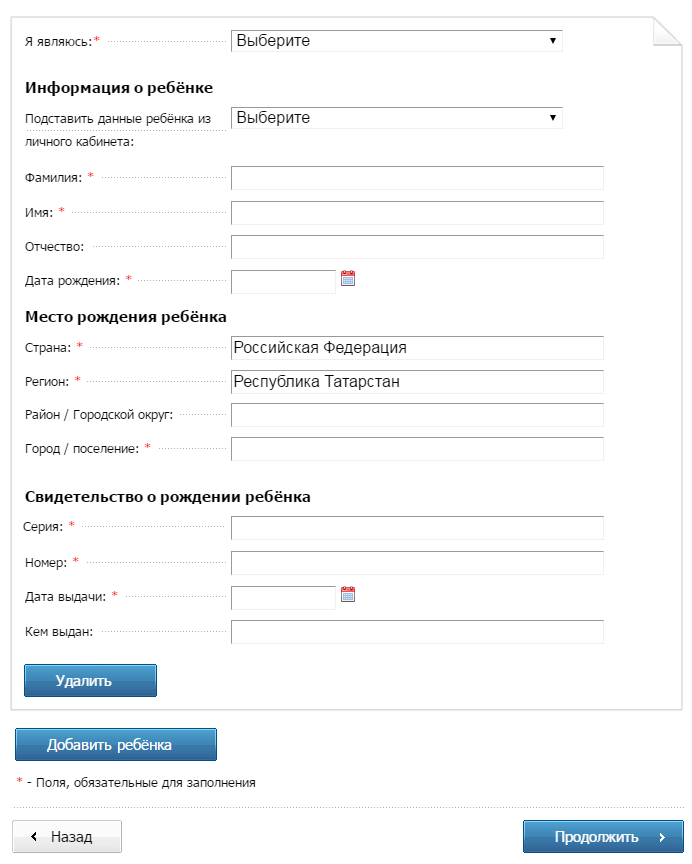 Я являюсь:* Выберите
Информация о ребёнке
Подставить данные ребёнка из Выберите
личного кабинета:
Фамилия: *
Имя: *
Отчество:
Дата рождения: *
Место рождения ребёнка
Страна: * Российская Федерация
Регион: * Республика Татарстан
Район / Городской округ:
Город / поселение: *
Свидетельство о рождении ребёнка
Серия: *
Номер: *
Дата выдачи: *
Кем выдан:
Удалить
Добавить ребёнка
* - Поля, обязательные для заполнения
Назад Продолжить